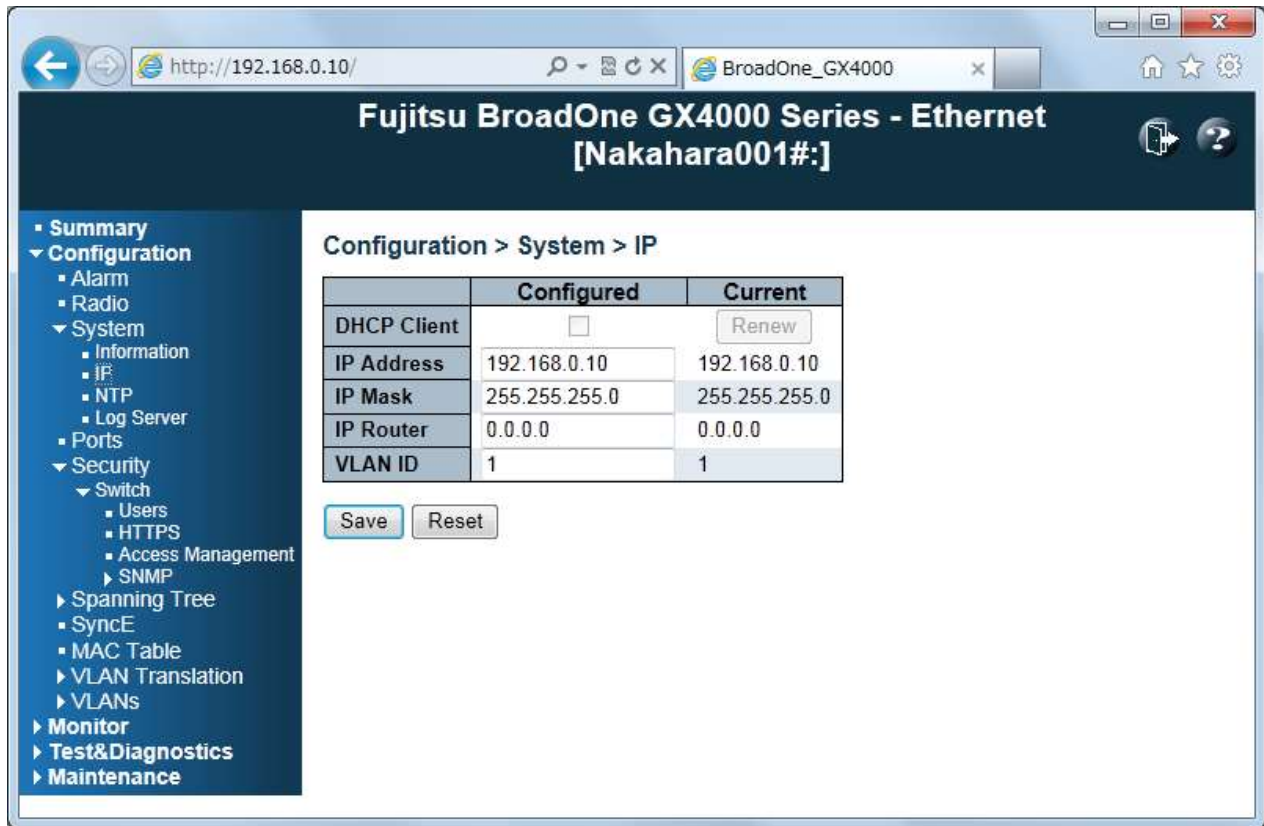 http://192.168.0.10/
BroadOne_GX4000
Fujitsu BroadOne GX4000 Series - Ethernet
[Nakahara001#:]
Summary
Configuration
Alarm
Radio
System
Information
IP
NTP
Log Server
Ports
Security
Switch
Users
HTTPS
Access Management
SNMP
Spanning Tree
SyncE
MAC Table
VLAN Translation
VLANs
Monitor
Test&Diagnostics
Maintenance
Configuration > System > IP
Configured Current
DHCP Client Renew
IP Address 192.168.0.10 192.168.0.10
IP Mask 255.255.255.0 255.255.255.0
IP Router 0.0.0.0 0.0.0.0
VLAN ID 1 1
Save Reset